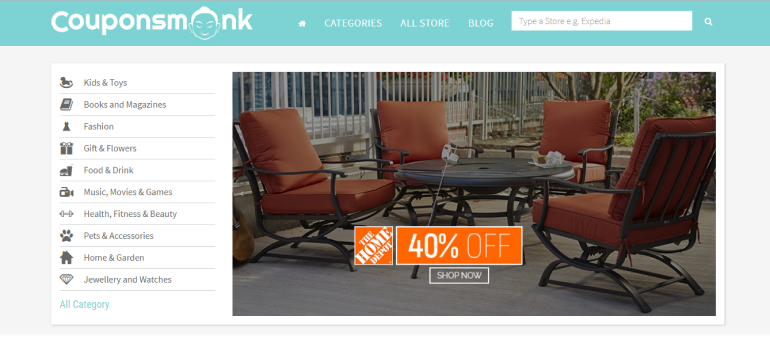 Couponsmonk
CATEGORIES
ALL STORE
BLOG
Type a Store e.g. Expedia
Kids & Toys
Books and Magazines
Fashion
Gift & Flowers
Food & Drink
Music, Movies & Games
Health, Fitness & Beauty
Pets & Accessories
Home & Garden
Jewellery and Watches
All Category
THE
HOME
DEPOT
40% OFF
SHOP NOW